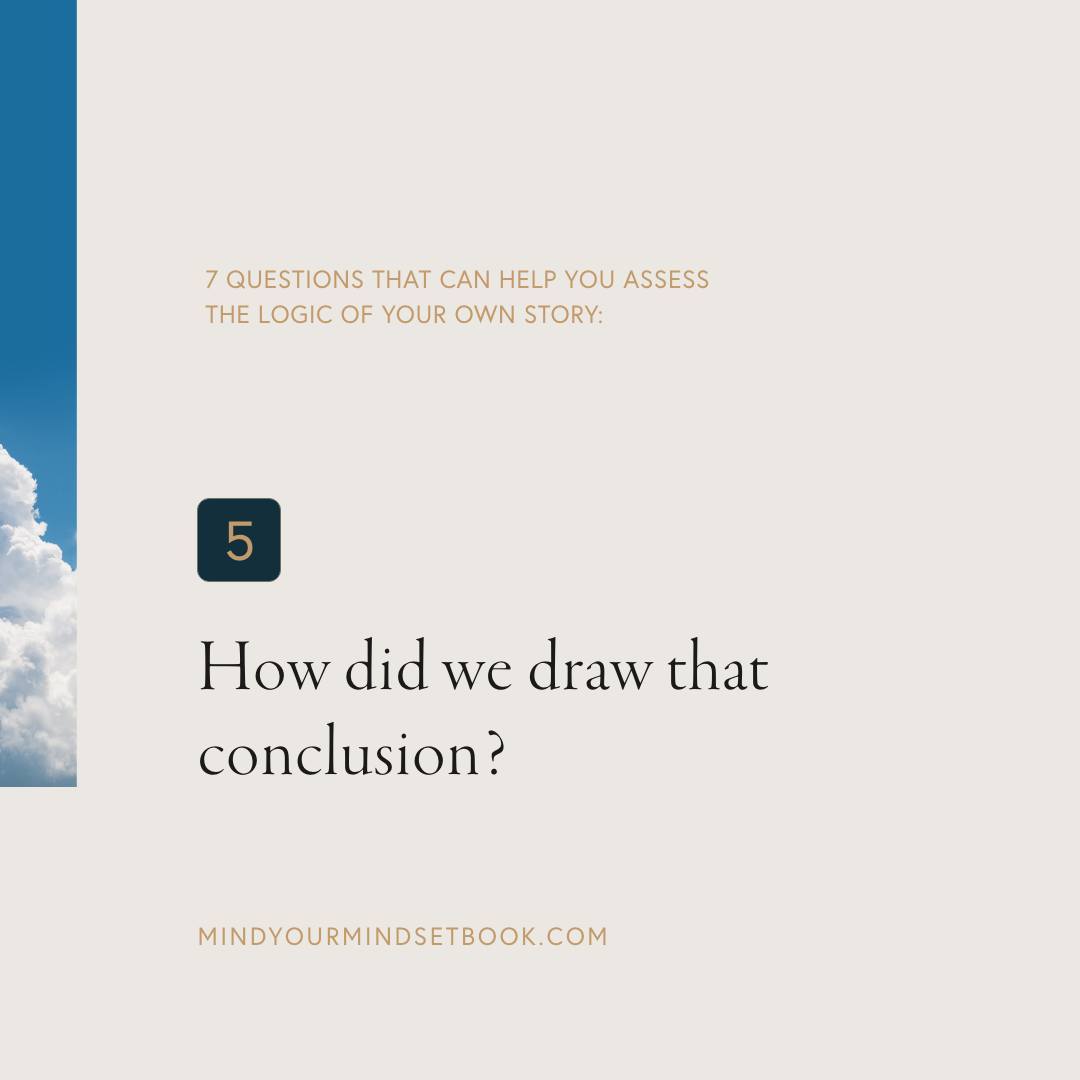 7 QUESTIONS THAT CAN HELP YOU ASSESS
THE LOGIC OF YOUR OWN STORY:
5
How did we draw that
conclusion?
MINDYOURMINDSETBOOK.COM